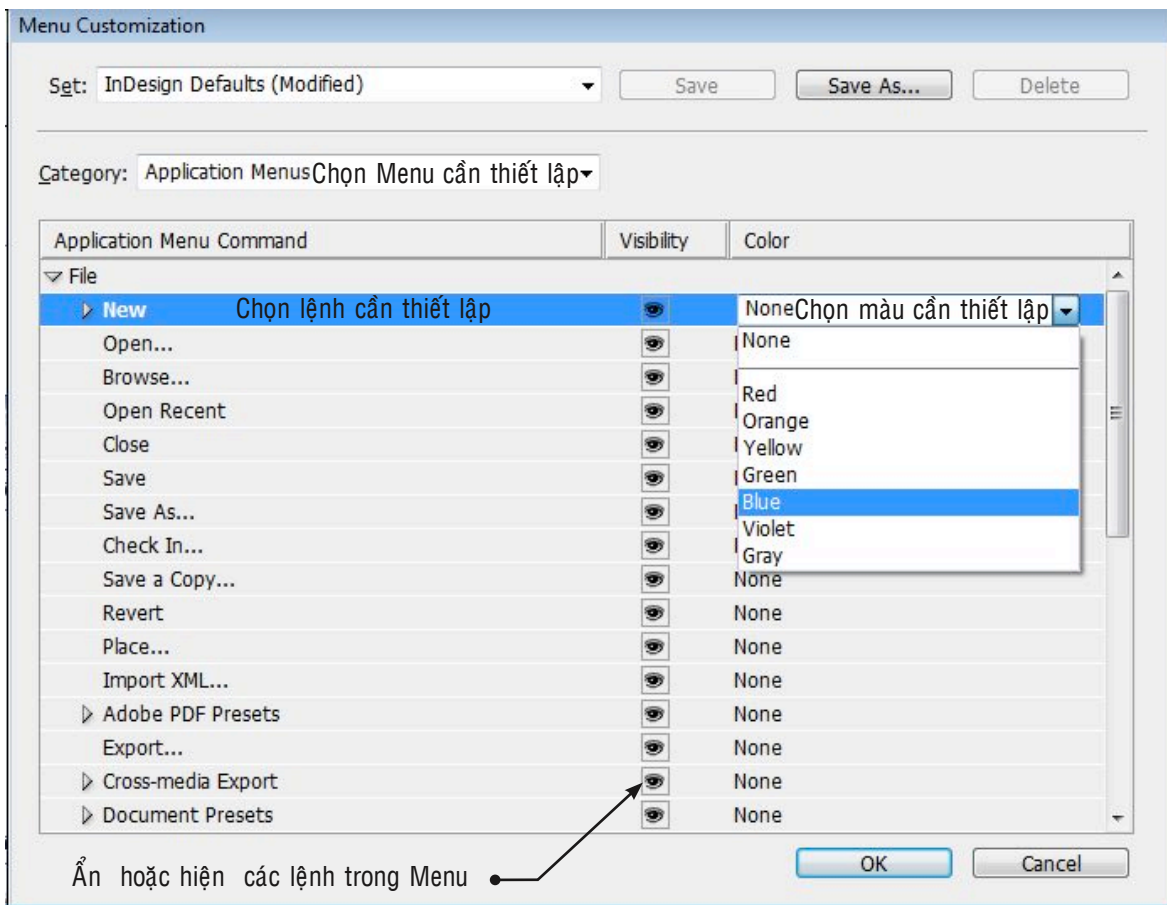 Menu Customization
Set: InDesign Defaults (Modified) Save Save As... Delete
Category: Application Menus Chọn Menu cần thiết lập
Application Menu Command Visibility Color
File
New Chọn lệnh cần thiết lập None Chọn màu cần thiết lập
Open... None
Browse...
Open Recent Red
Orange
Close Yellow
Save Green
Save As... Blue
Check In... Violet
Gray
Save a Copy... None
Revert None
Place... None
Import XML... None
Adobe PDF Presets None
Export... None
Cross-media Export None
Document Presets None
OK Cancel
Ẩn hoặc hiện các lệnh trong Menu